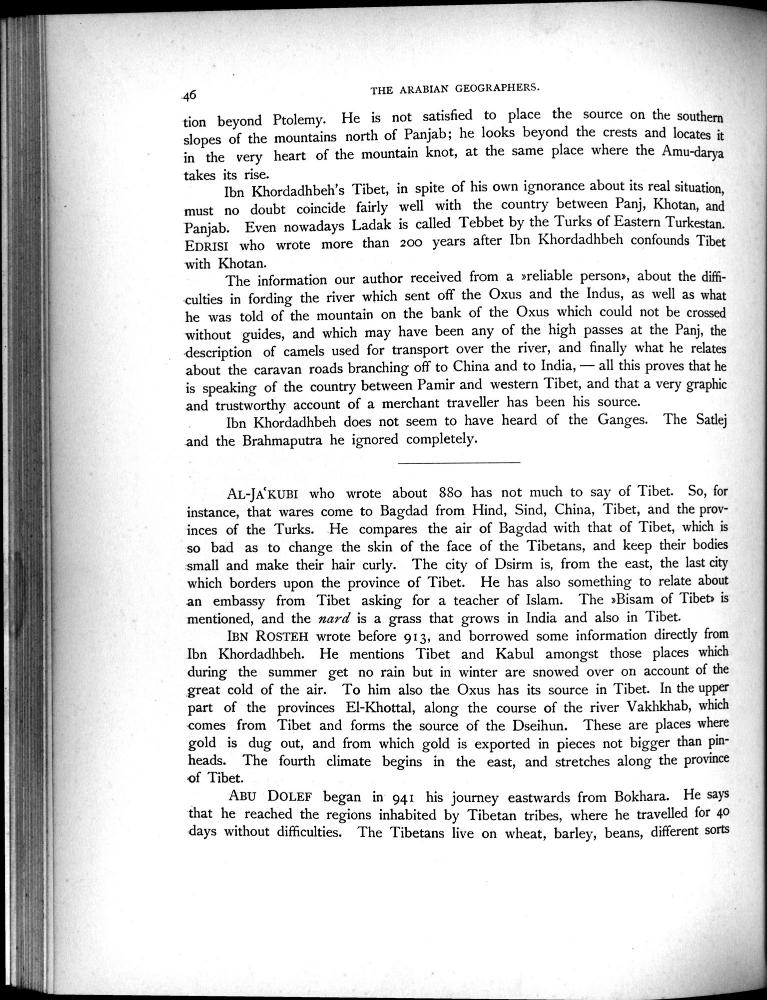 46
THE ARABIAN GEOGRAPHERS.
tion beyond Ptolemy. He is not satisfied to place the source on the southern
slopes of the mountains north of Panjab; he looks beyond the crests and locates it
in the very heart of the mountain knot, at the same place where the Amu-darya
takes its rise.
Ibn Khordadhbeh's Tibet, in spite of his own ignorance about its real situation,
must no doubt coincide fairly well with the country between Panj, Khotan, and
Panjab. Even nowadays Ladak is called Tebbet by the Turks of Eastern Turkestan.
EDRISI who wrote more than 200 years after Ibn Khordadhbeh confounds Tibet
with Khotan.
The information our author received from a »reliable person», about the diffi-
culties in fording the river which sent off the Oxus and the Indus, as well as what
he was told of the mountain on the bank of the Oxus which could not be crossed
without guides, and which may have been any of the high passes at the Panj, the
description of camels used for transport over the river, and finally what he relates
about the caravan roads branching off to China and to India, — all this proves that he
is speaking of the country between Pamir and western Tibet, and that a very graphic
and trustworthy account of a merchant traveller has been his source.
Ibn Khordadhbeh does not seem to have heard of the Ganges. The Satlej
and the Brahmaputra he ignored completely.
AL-JAʿKUBI who wrote about 880 has not much to say of Tibet. So, for
instance, that wares come to Bagdad from Hind, Sind, China, Tibet, and the prov-
inces of the Turks. He compares the air of Bagdad with that of Tibet, which is
so bad as to change the skin of the face of the Tibetans, and keep their bodies
small and make their hair curly. The city of Dsirm is, from the east, the last city
which borders upon the province of Tibet. He has also something to relate about
an embassy from Tibet asking for a teacher of Islam. The »Bisam of Tibet» is
mentioned, and the nard is a grass that grows in India and also in Tibet.
IBN ROSTEH wrote before 913, and borrowed some information directly from
Ibn Khordadhbeh. He mentions Tibet and Kabul amongst those places which
during the summer get no rain but in winter are snowed over on account of the
great cold of the air. To him also the Oxus has its source in Tibet. In the upper
part of the provinces El-Khottal, along the course of the river Vakhkhab, which
comes from Tibet and forms the source of the Dseihun. These are places where
gold is dug out, and from which gold is exported in pieces not bigger than pin-
heads. The fourth climate begins in the east, and stretches along the province
of Tibet.
ABU DOLEF began in 941 his journey eastwards from Bokhara. He says
that he reached the regions inhabited by Tibetan tribes, where he travelled for 40
days without difficulties. The Tibetans live on wheat, barley, beans, different sorts